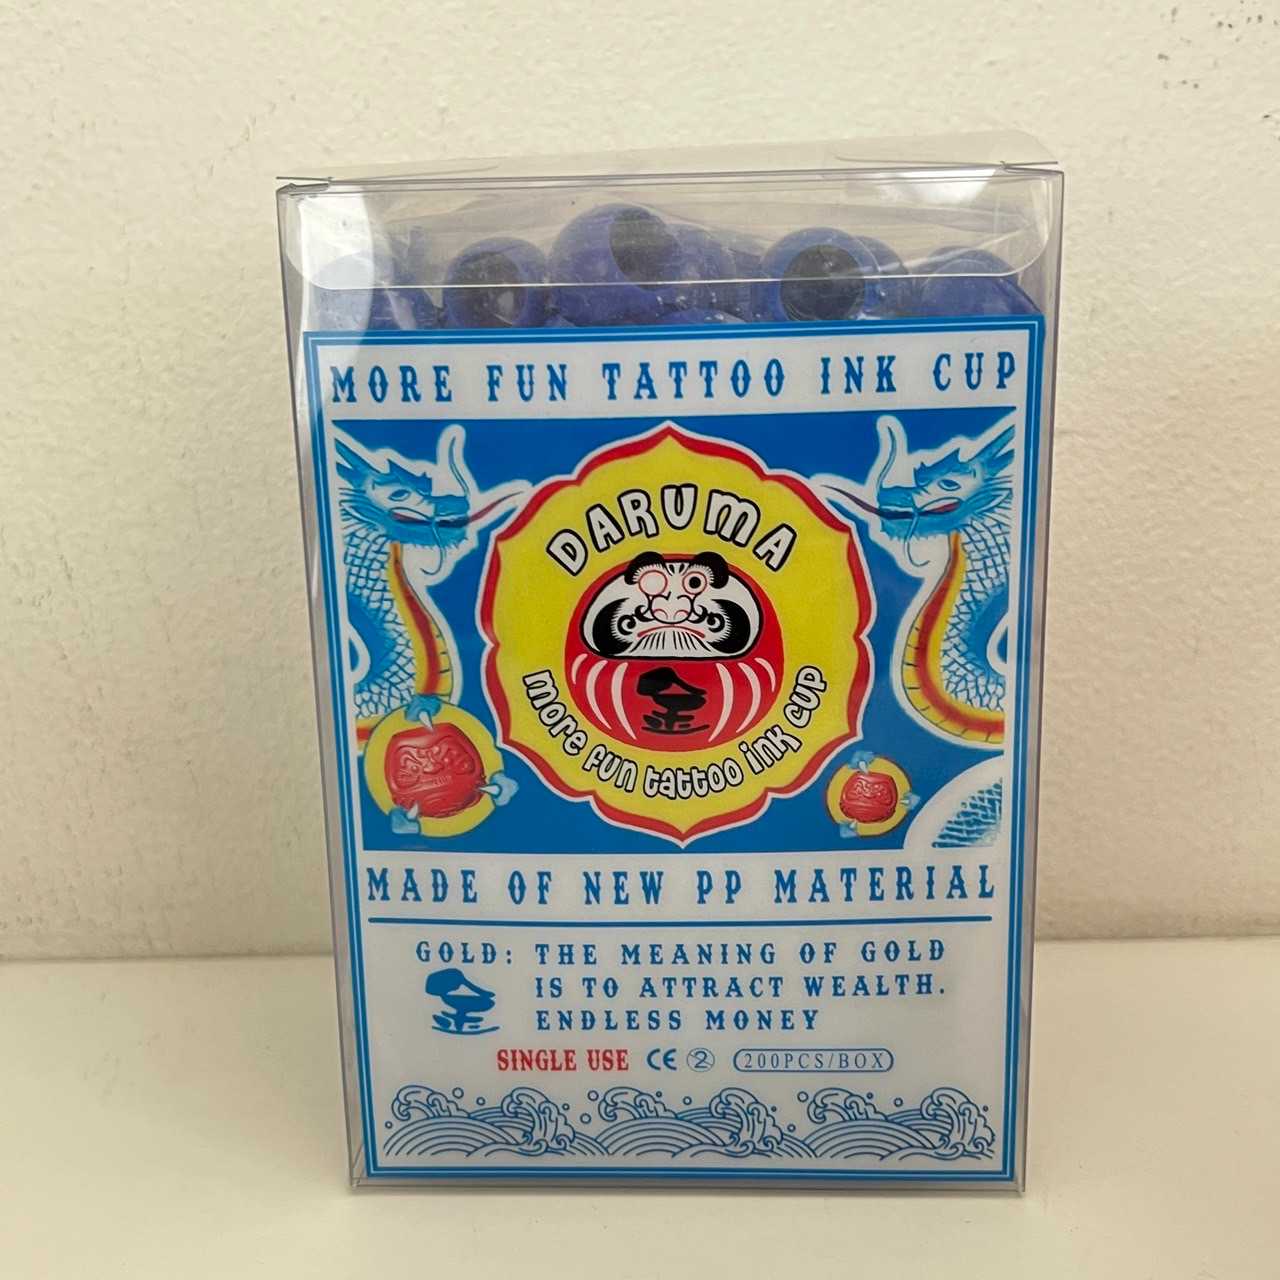 MORE FUN TATTOO INK CUP
DARUMA
金
more fun tattoo ink cup
MADE OF NEW PP MATERIAL
GOLD: THE MEANING OF GOLD
金 IS TO ATTRACT WEALTH.
ENDLESS MONEY
SINGLE USE CE 2 200PCS/BOX